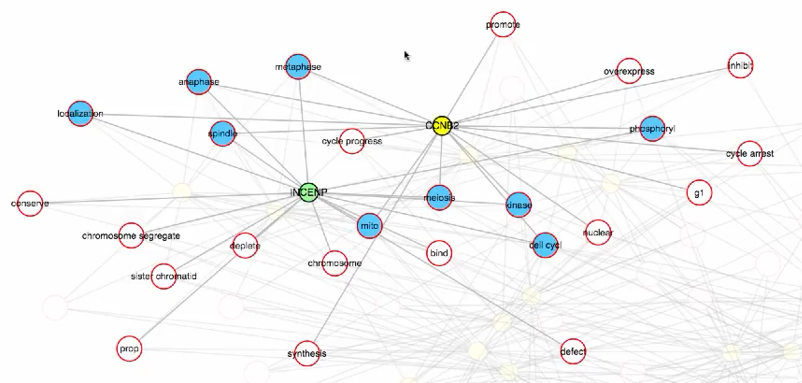 promote
metaphase
inhibit
overexpress
anaphase
localization
CCNB2
phosphoryl
spindle
cycle progress
cycle arrest
INCENP
g1
meiosis
conserve
kinase
mito
nuclear
chromosome segregate
deplete
cell cycl
bind
chromosome
sister chromatid
prop
synthesis
defect